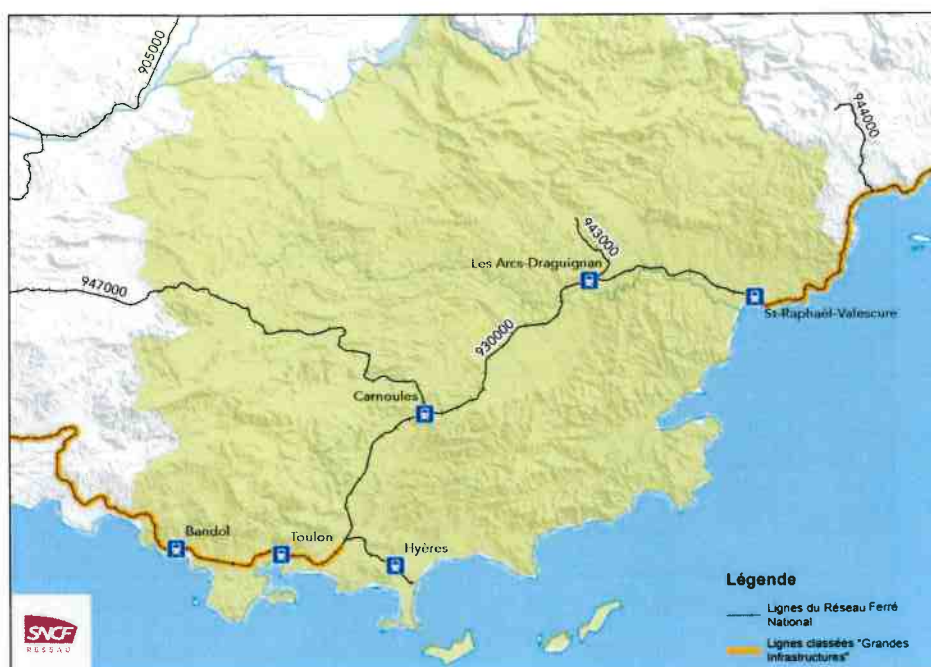 905000
944000
943000
Les Arcs-Draguignan
947000
930000
St-Raphaël-Valescure
Carnoules
Bandol
Toulon
Hyères
Légende
Lignes du Réseau Ferré
National
Lignes classées "Grandes
Infrastructures"
SNCF
RÉSEAU